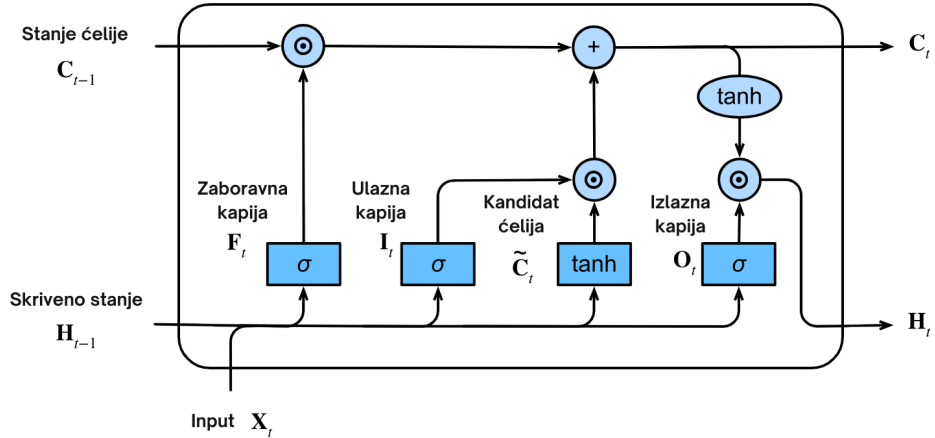 Stanje ćelije
C_{t−1}
C_t
+
tanh
Zaboravna
kapija
F_t
Ulazna
kapija
I_t
Kandidat
ćelija
C̃_t
Izlazna
kapija
O_t
σ
σ
tanh
σ
Skriveno stanje
H_{t−1}
H_t
Input X_t